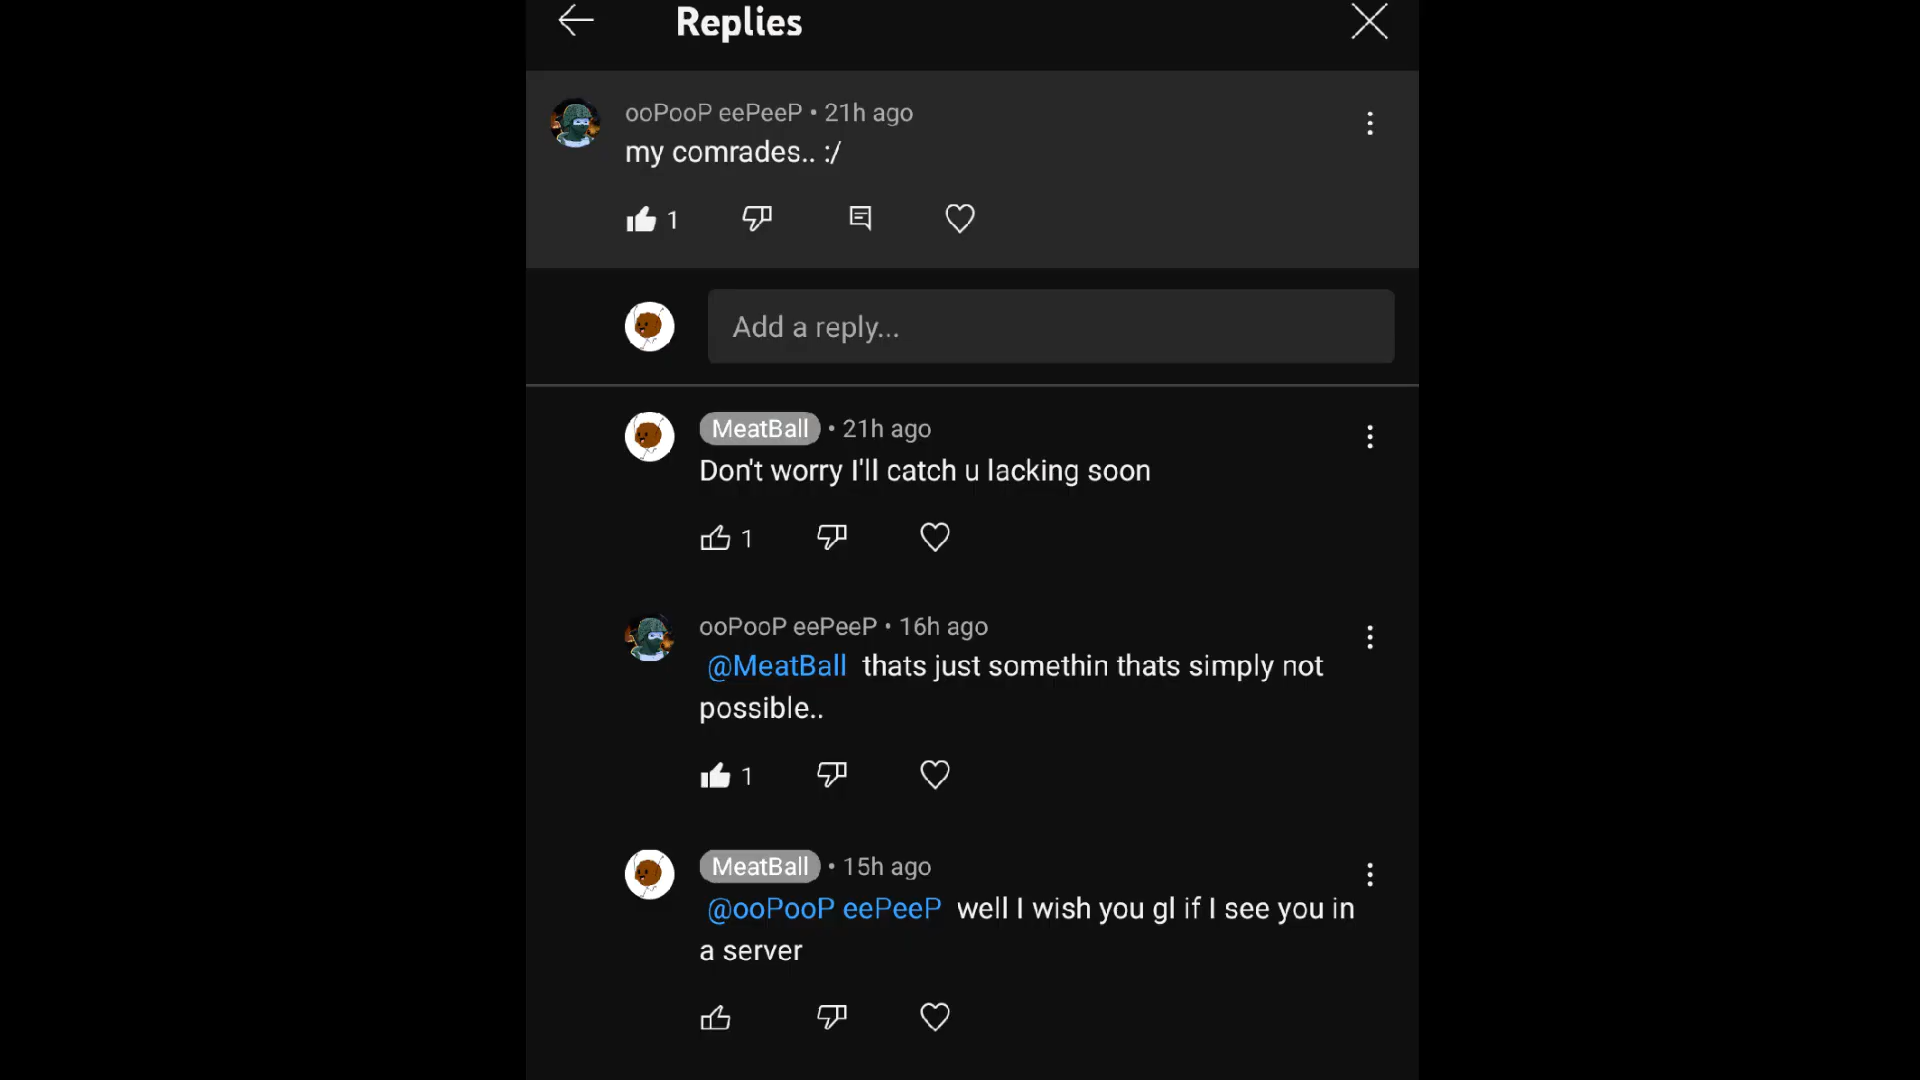 Replies
ooPooP eePeeP • 21h ago
my comrades.. :/
1
Add a reply...
MeatBall • 21h ago
Don't worry I'll catch u lacking soon
1
ooPooP eePeeP • 16h ago
@MeatBall thats just somethin thats simply not
possible..
1
MeatBall • 15h ago
@ooPooP eePeeP well I wish you gl if I see you in
a server